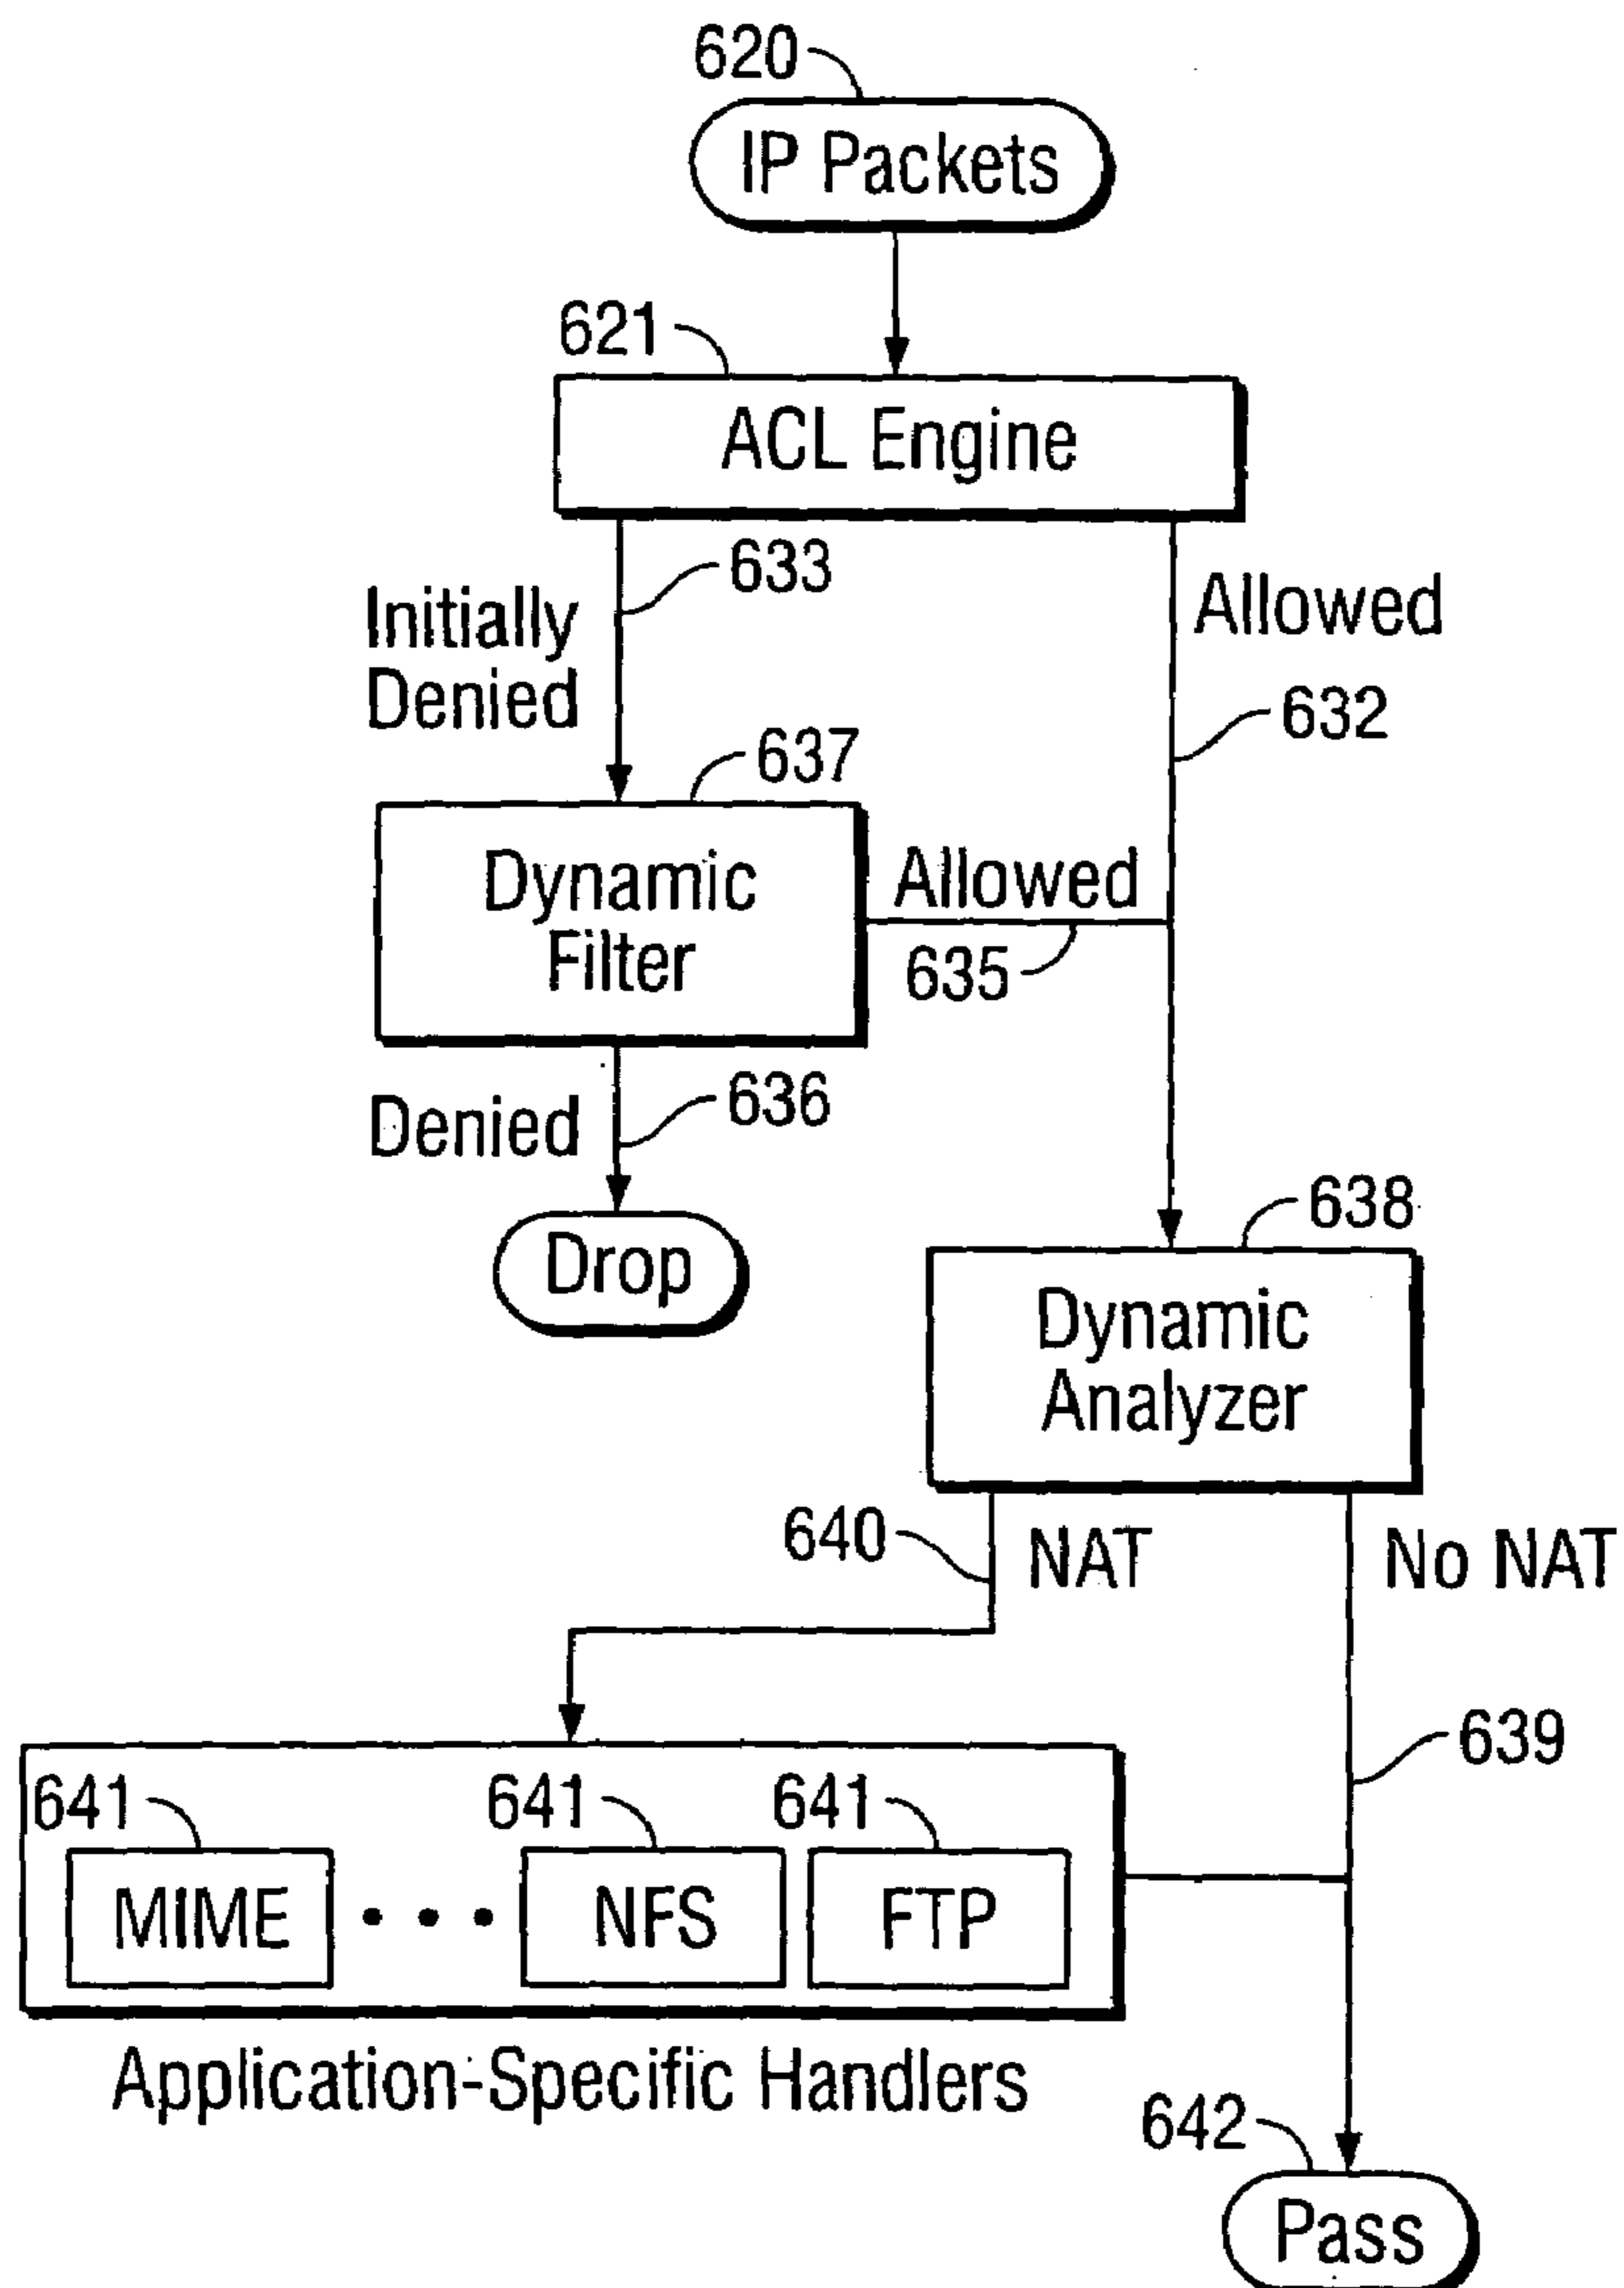 620
IP Packets
621
ACL Engine
633
Initially
Denied
Allowed
632
637
Dynamic
Filter
Allowed
635
Denied
636
Drop
638
Dynamic
Analyzer
640
NAT
No NAT
639
641
641
641
MIME
NFS
FTP
Application-Specific Handlers
642
Pass